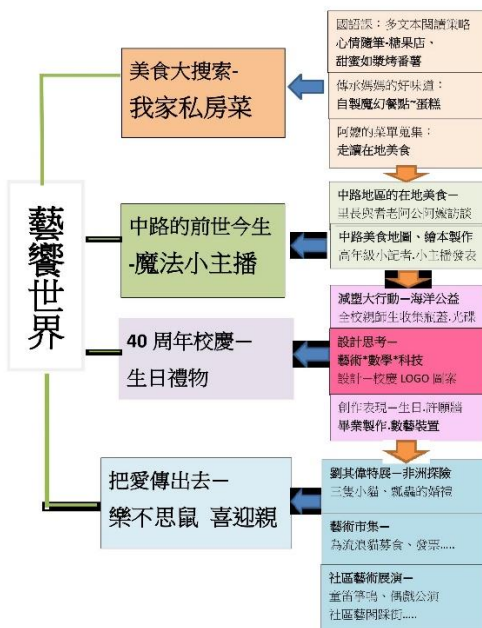 藝饗世界
美食大搜索-
我家私房菜
國語課：多文本閱讀策略
心情隨筆-糖果店、
甜蜜如漿烤番薯
傳承媽媽的好味道：
自製魔幻餐點~蛋糕
阿嬤的菜單蒐集：
走讀在地美食
中路的前世今生
-魔法小主播
中路地區的在地美食—
里長與耆老阿公阿嬤訪談
中路美食地圖、繪本製作
高年級小記者.小主播發表
40 周年校慶—
生日禮物
減塑大行動—海洋公益
全校親師生收集瓶蓋.光碟
設計思考—
藝術*數學*科技
設計—校慶 LOGO 圖案
創作表現—生日.許願牆
畢業製作.數藝裝置
把愛傳出去—
樂不思鼠 喜迎親
劉其偉特展—非洲探險
三隻小貓、瓢蟲的婚禮
藝術市集—
為流浪貓募食、發票.....
社區藝術展演—
童笛箏鳴、偶戲公演
社區藝閣踩街.....